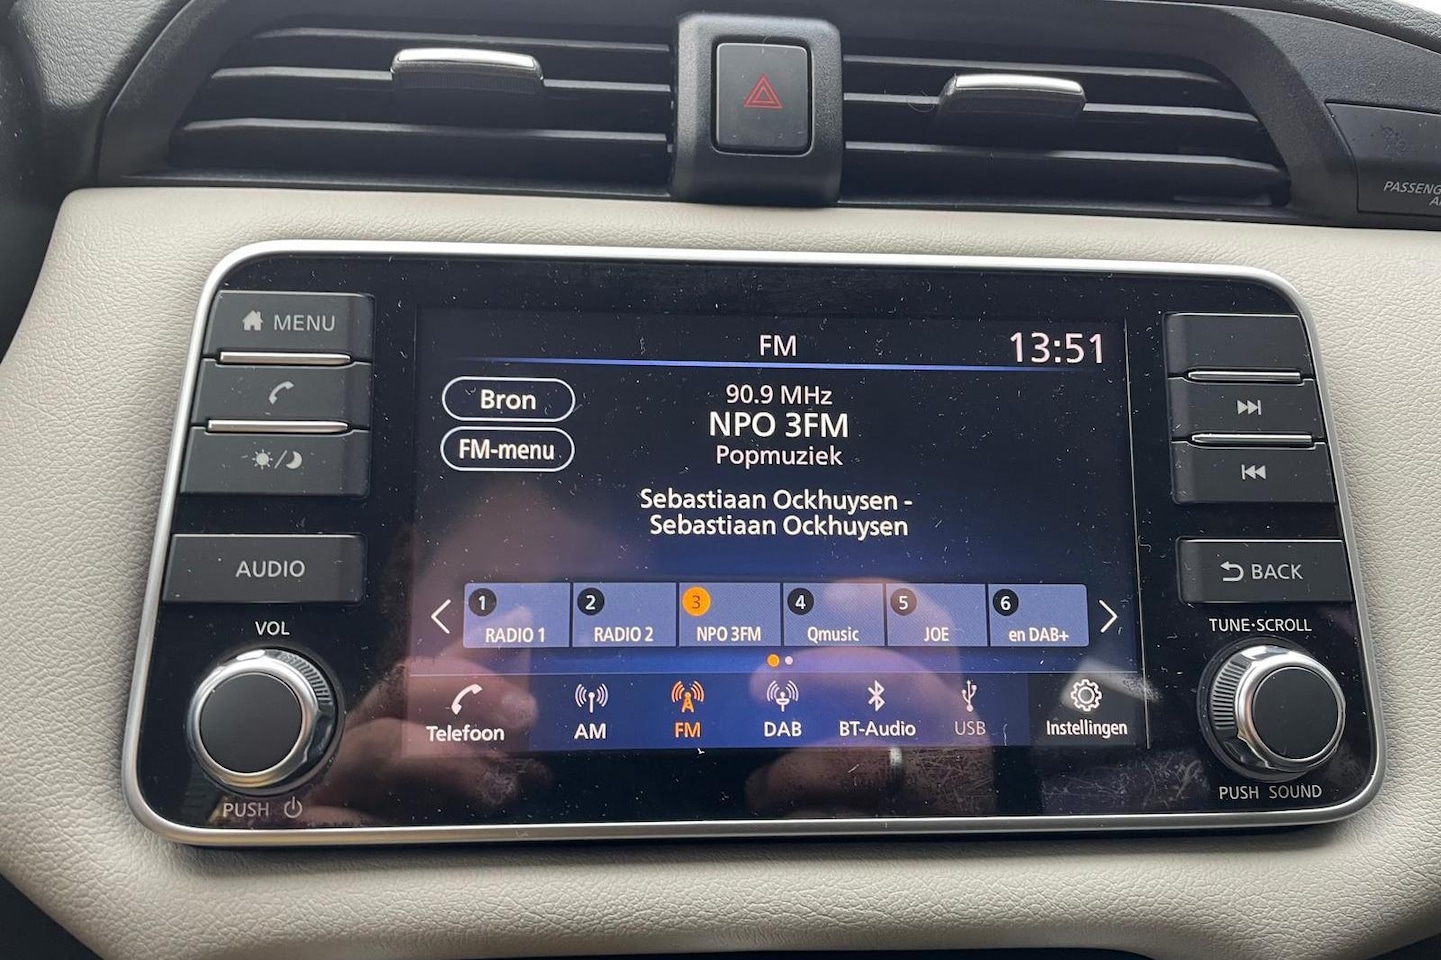 PASSENG
MENU
FM
13:51
Bron
90.9 MHz
NPO 3FM
FM-menu
Popmuziek
Sebastiaan Ockhuysen -
Sebastiaan Ockhuysen
AUDIO
BACK
VOL
TUNE·SCROLL
1 2 3 4 5 6
RADIO 1 RADIO 2 NPO 3FM Qmusic JOE en DAB+
Telefoon AM FM DAB BT-Audio USB Instellingen
PUSH
PUSH SOUND